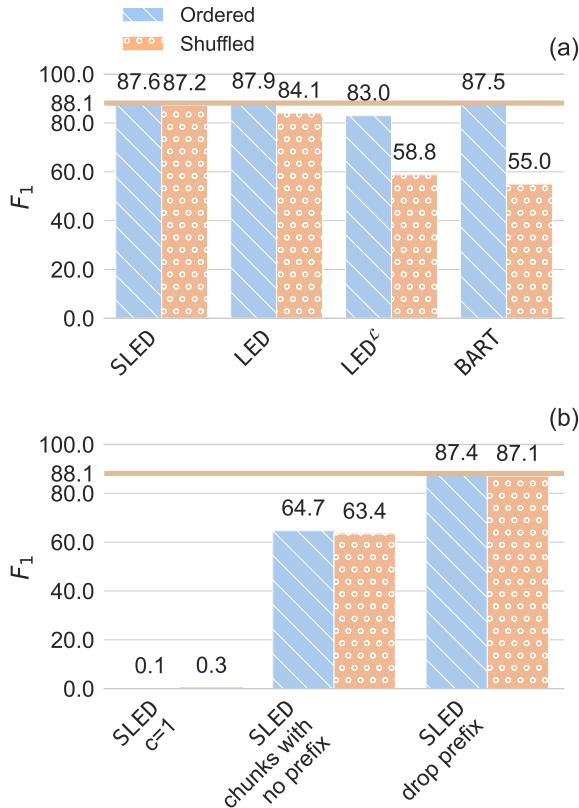 Ordered
Shuffled
(a)
100.0
88.1
80.0
60.0
40.0
20.0
0.0
F1
87.6 87.2 87.9 84.1 83.0 58.8 87.5 55.0
SLED LED LED^ℒ BART
(b)
100.0
88.1
80.0
60.0
40.0
20.0
0.0
F1
0.1 0.3 64.7 63.4 87.4 87.1
SLED
c=1
SLED
chunks with
no prefix
SLED
drop prefix